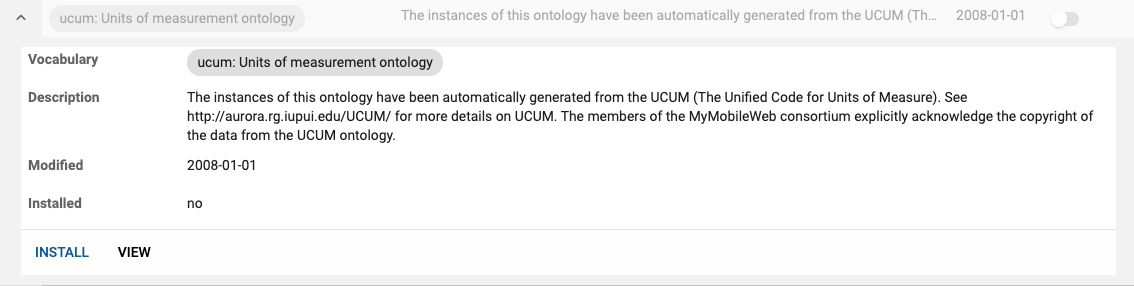 ucum: Units of measurement ontology
The instances of this ontology have been automatically generated from the UCUM (Th... 2008-01-01
Vocabulary ucum: Units of measurement ontology
Description The instances of this ontology have been automatically generated from the UCUM (The Unified Code for Units of Measure). See
http://aurora.rg.iupui.edu/UCUM/ for more details on UCUM. The members of the MyMobileWeb consortium explicitly acknowledge the copyright of
the data from the UCUM ontology.
Modified 2008-01-01
Installed no
INSTALL VIEW